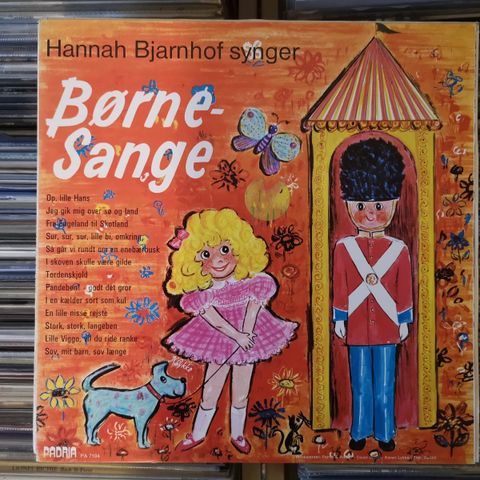 Hannah Bjarnhof synger
Børne-
Sange
Op, lille Hans
Jeg gik mig over sø og land
Fra Engeland til Skotland
Sur, sur, sur, lille bi, omkring
Så går vi rundt om en enebærbusk
I skoven skulle være gilde
Tordenskjold
Pandeben! godt det gror
I en kælder sort som kul
En lille nisse rejste
Stork, stork, langeben
Lille Viggo, vil du ride ranke
Sov, mit barn, sov længe
PADRIA
PA 7104